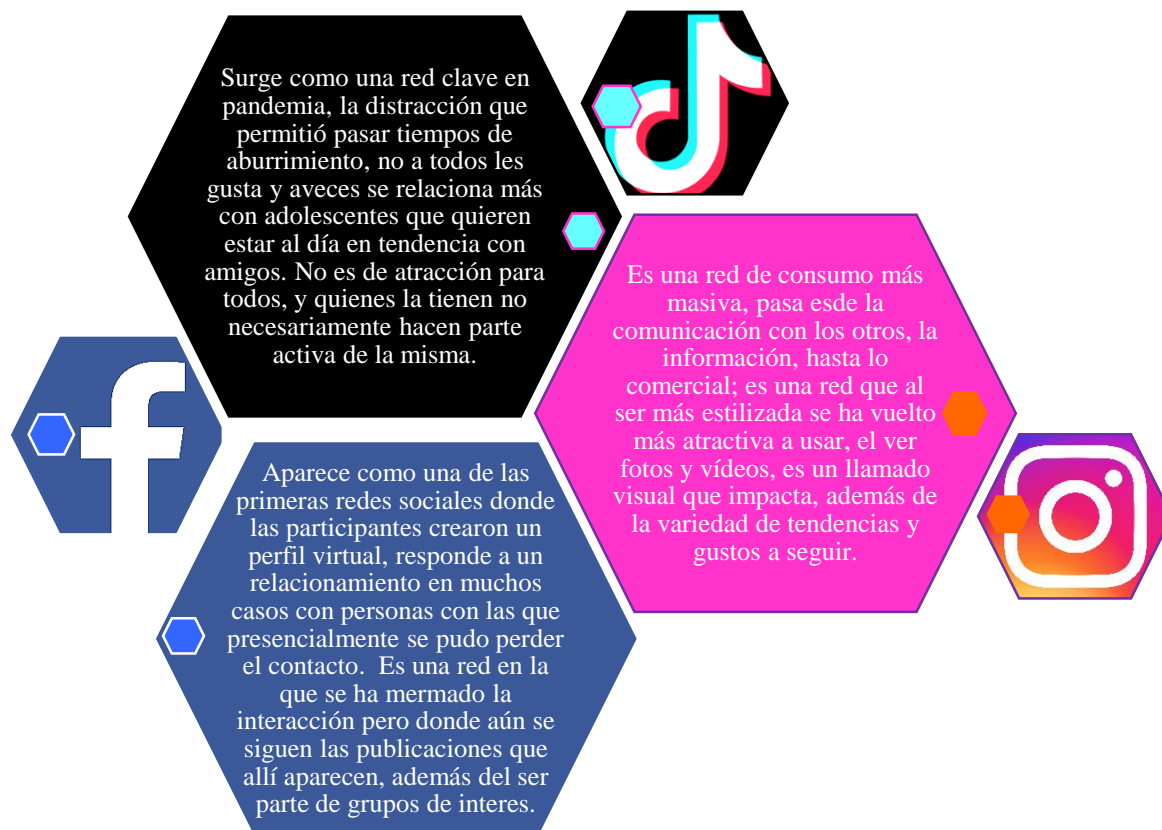 Surge como una red clave en
pandemia, la distracción que
permitió pasar tiempos de
aburrimiento, no a todos les
gusta y aveces se relaciona más
con adolescentes que quieren
estar al día en tendencia con
amigos. No es de atracción para
todos, y quienes la tienen no
necesariamente hacen parte
activa de la misma.
Es una red de consumo más
masiva, pasa esde la
comunicación con los otros, la
información, hasta lo
comercial; es una red que al
ser más estilizada se ha vuelto
más atractiva a usar, el ver
fotos y vídeos, es un llamado
visual que impacta, además de
la variedad de tendencias y
gustos a seguir.
Aparece como una de las
primeras redes sociales donde
las participantes crearon un
perfil virtual, responde a un
relacionamiento en muchos
casos con personas con las que
presencialmente se pudo perder
el contacto.  Es una red en la
que se ha mermado la
interacción pero donde aún se
siguen las publicaciones que
allí aparecen, además del ser
parte de grupos de interes.